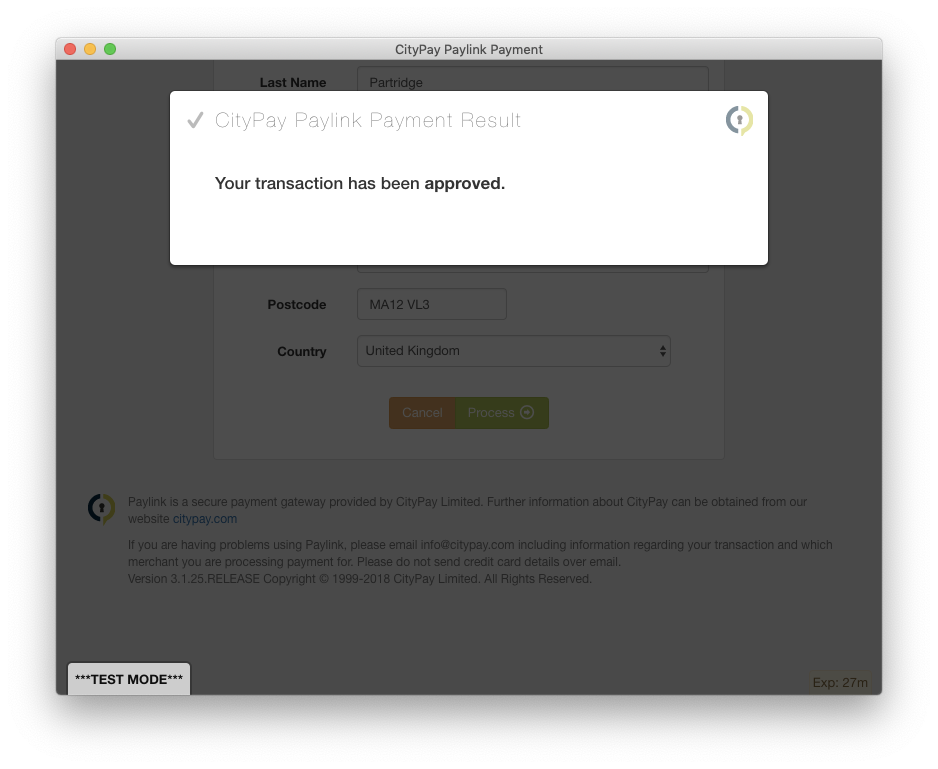 CityPay Paylink Payment
Last Name
Partridge
CityPay Paylink Payment Result
Your transaction has been approved.
Postcode
MA12 VL3
Country
United Kingdom
Cancel
Process
Paylink is a secure payment gateway provided by CityPay Limited. Further information about CityPay can be obtained from our
website citypay.com
If you are having problems using Paylink, please email info@citypay.com including information regarding your transaction and which
merchant you are processing payment for. Please do not send credit card details over email.
Version 3.1.25.RELEASE Copyright © 1999-2018 CityPay Limited. All Rights Reserved.
***TEST MODE***
Exp: 27m